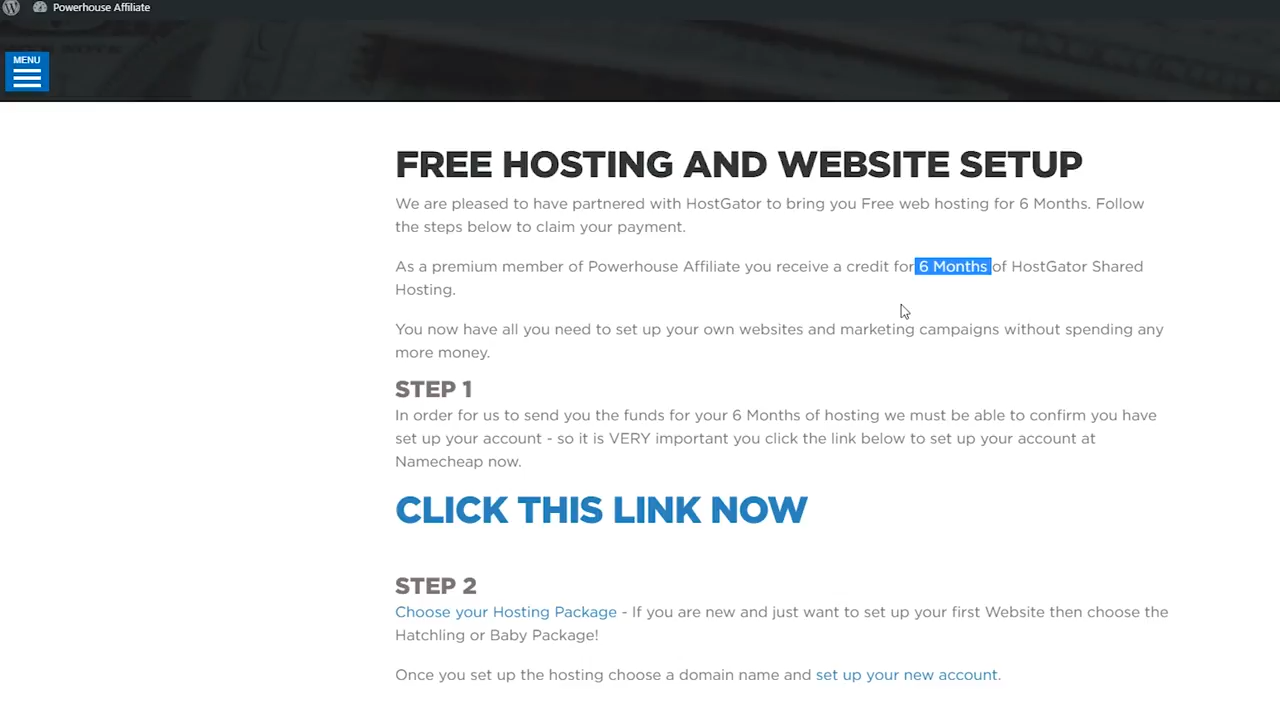 Powerhouse Affiliate
MENU
FREE HOSTING AND WEBSITE SETUP
We are pleased to have partnered with HostGator to bring you Free web hosting for 6 Months. Follow
the steps below to claim your payment.
As a premium member of Powerhouse Affiliate you receive a credit for 6 Months of HostGator Shared
Hosting.
You now have all you need to set up your own websites and marketing campaigns without spending any
more money.
STEP 1
In order for us to send you the funds for your 6 Months of hosting we must be able to confirm you have
set up your account - so it is VERY important you click the link below to set up your account at
Namecheap now.
CLICK THIS LINK NOW
STEP 2
Choose your Hosting Package - If you are new and just want to set up your first Website then choose the
Hatchling or Baby Package!
Once you set up the hosting choose a domain name and set up your new account.